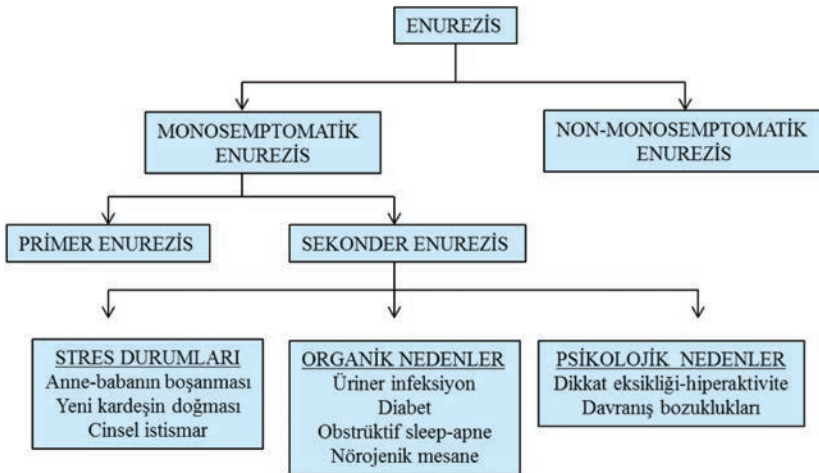 ENUREZİS
MONOSEMPTOMATİK
ENUREZİS
NON-MONOSEMPTOMATİK
ENUREZİS
PRİMER ENUREZİS
SEKONDER ENUREZİS
STRES DURUMLARI
Anne-babanın boşanması
Yeni kardeşin doğması
Cinsel istismar
ORGANİK NEDENLER
Üriner infeksiyon
Diabet
Obstrüktif sleep-apne
Nörojenik mesane
PSİKOLOJİK NEDENLER
Dikkat eksikliği-hiperaktivite
Davranış bozuklukları